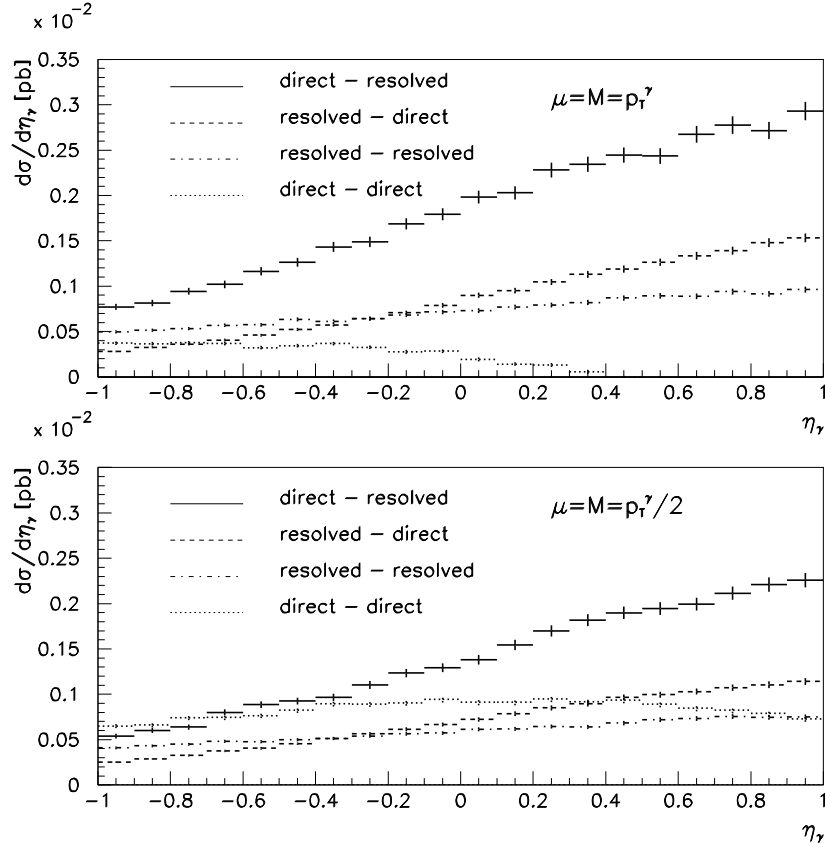 x 10⁻²
dσ/dη_γ [pb]
0.35
0.3
0.25
0.2
0.15
0.1
0.05
0
direct – resolved
resolved – direct
resolved – resolved
direct – direct
μ=M=p_T^γ
-1 -0.8 -0.6 -0.4 -0.2 0 0.2 0.4 0.6 0.8 1
η_γ
x 10⁻²
dσ/dη_γ [pb]
0.35
0.3
0.25
0.2
0.15
0.1
0.05
0
direct – resolved
resolved – direct
resolved – resolved
direct – direct
μ=M=p_T^γ/2
-1 -0.8 -0.6 -0.4 -0.2 0 0.2 0.4 0.6 0.8 1
η_γ